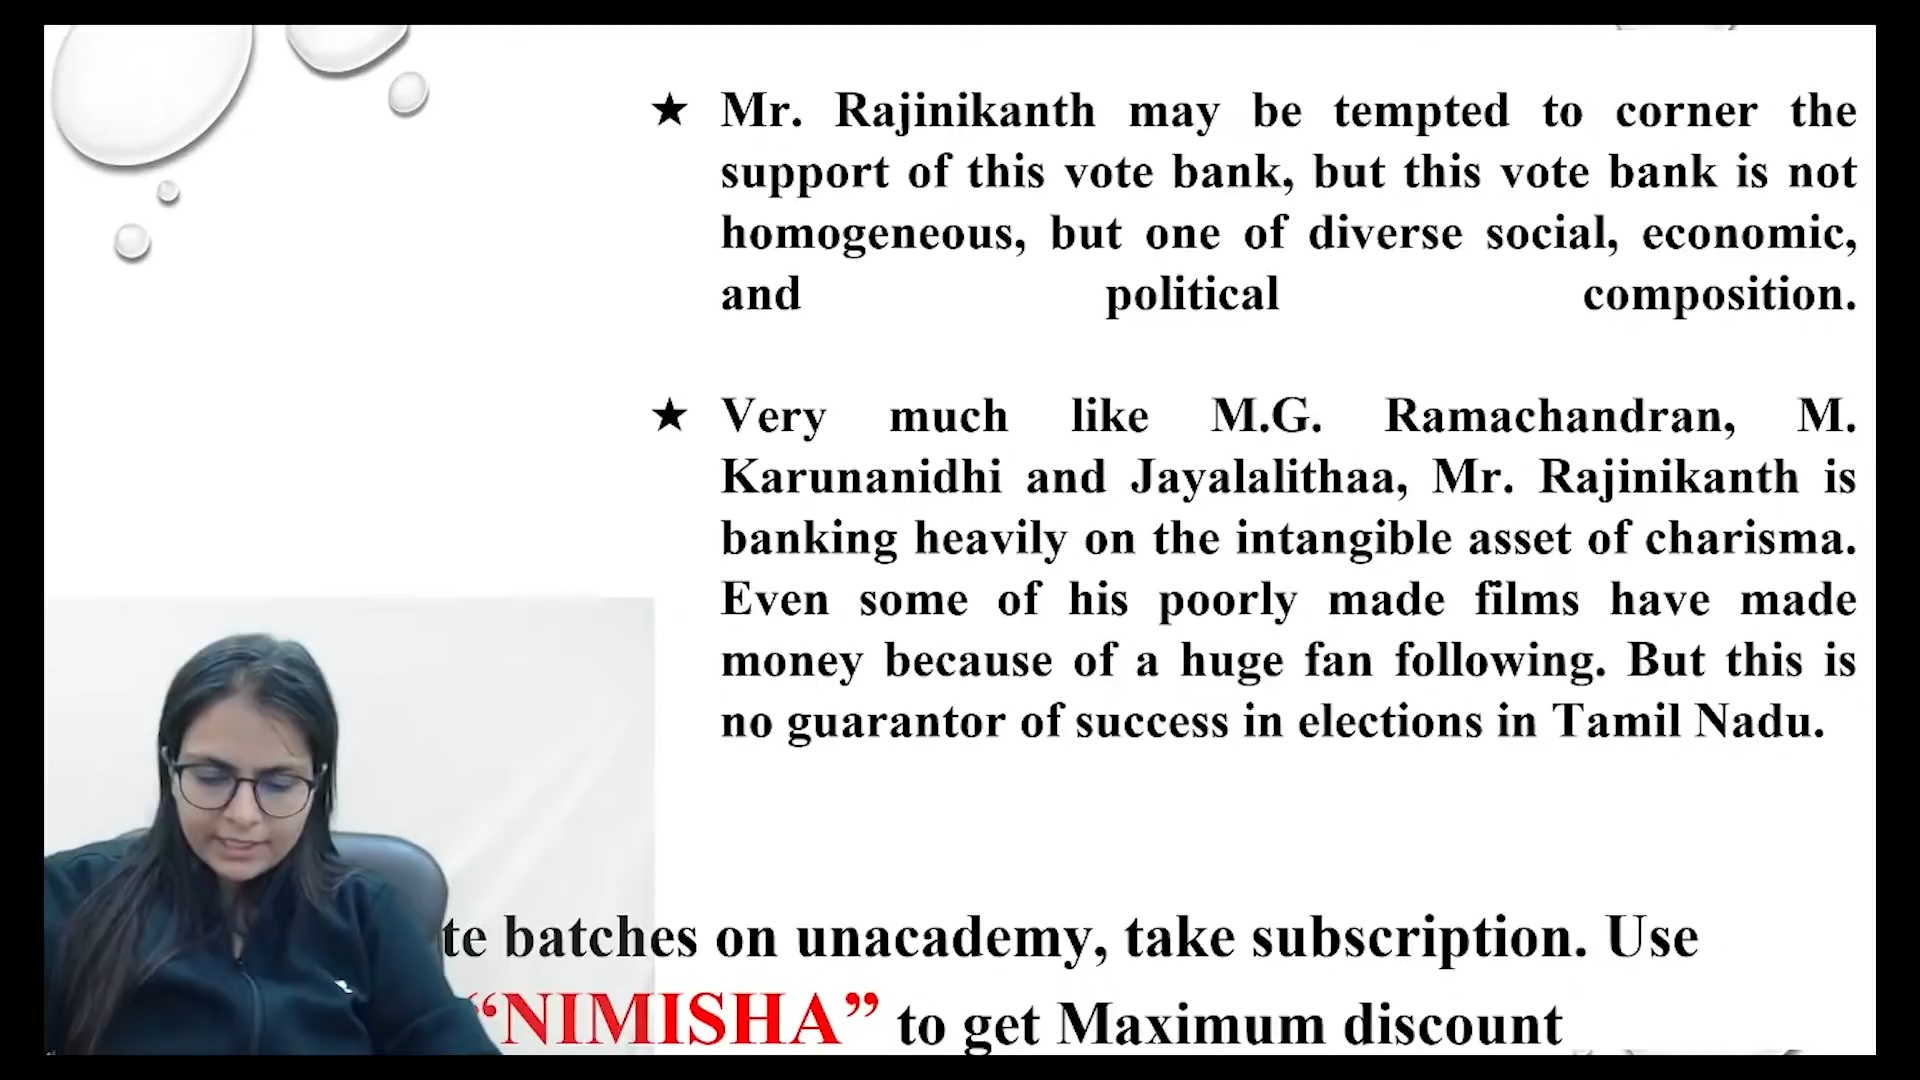 ★ Mr. Rajinikanth may be tempted to corner the
support of this vote bank, but this vote bank is not
homogeneous, but one of diverse social, economic,
and political composition.
★ Very much like M.G. Ramachandran, M.
Karunanidhi and Jayalalithaa, Mr. Rajinikanth is
banking heavily on the intangible asset of charisma.
Even some of his poorly made films have made
money because of a huge fan following. But this is
no guarantor of success in elections in Tamil Nadu.
te batches on unacademy, take subscription. Use
“NIMISHA” to get Maximum discount